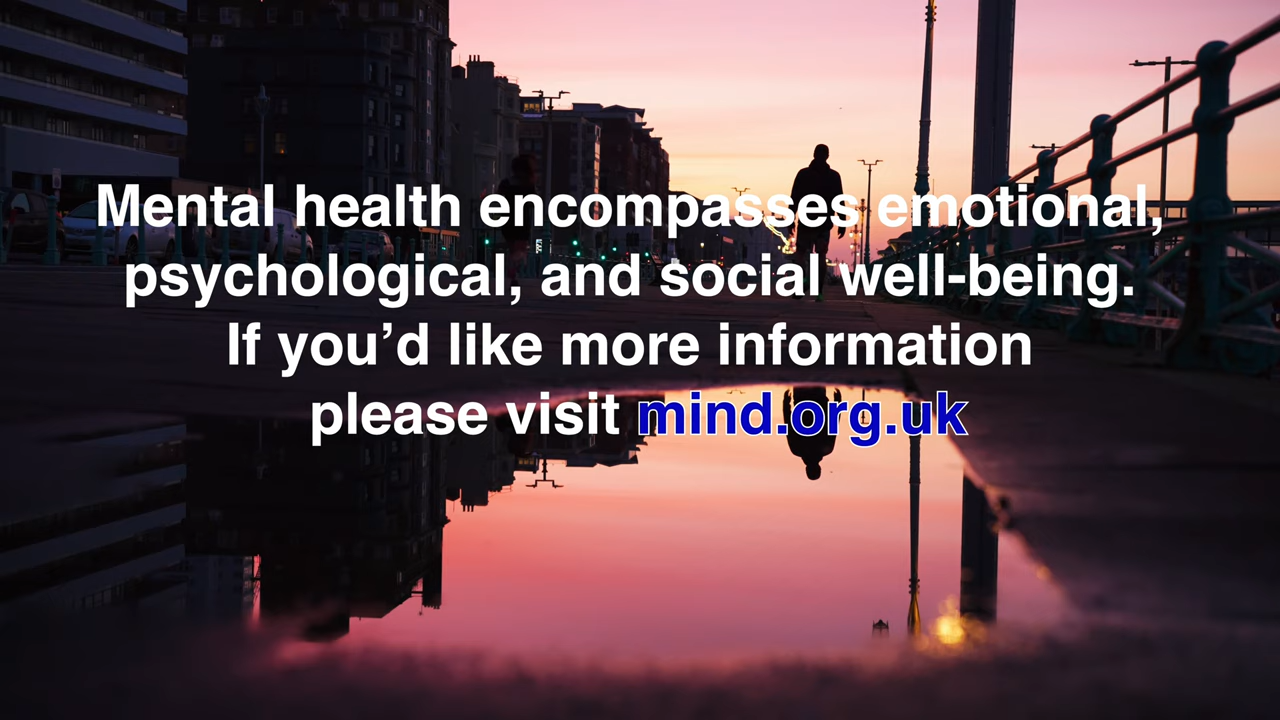 Mental health encompasses emotional,
psychological, and social well-being.
If you’d like more information
please visit mind.org.uk